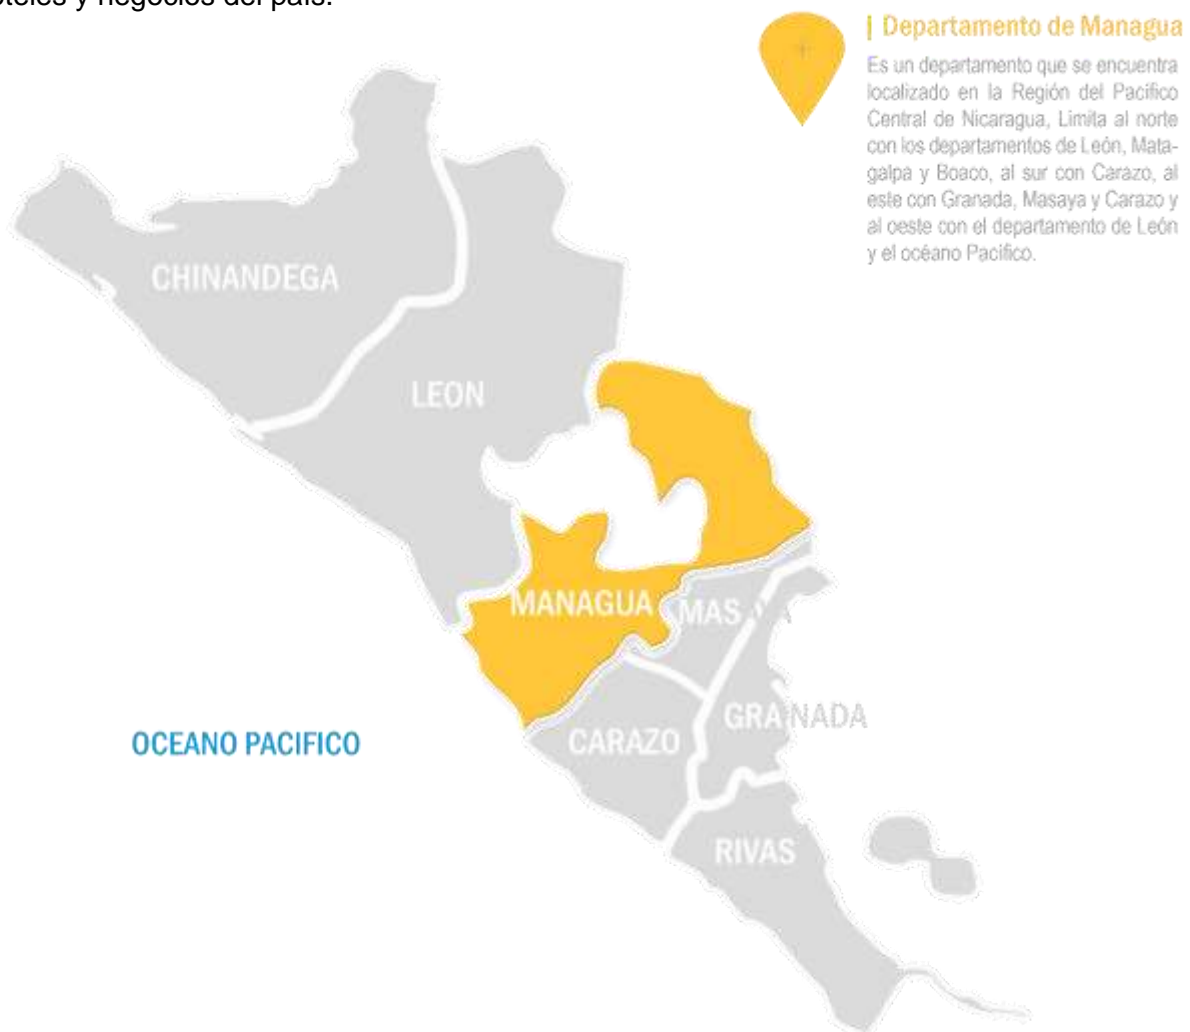 oteles y negocios del país.
| Departamento de Managua
Es un departamento que se encuentra
localizado en la Región del Pacífico
Central de Nicaragua, Limita al norte
con los departamentos de León, Mata-
galpa y Boaco, al sur con Carazo, al
este con Granada, Masaya y Carazo y
al oeste con el departamento de León
y el océano Pacífico.
CHINANDEGA
LEON
MANAGUA
MASAYA
GRANADA
CARAZO
OCEANO PACIFICO
RIVAS